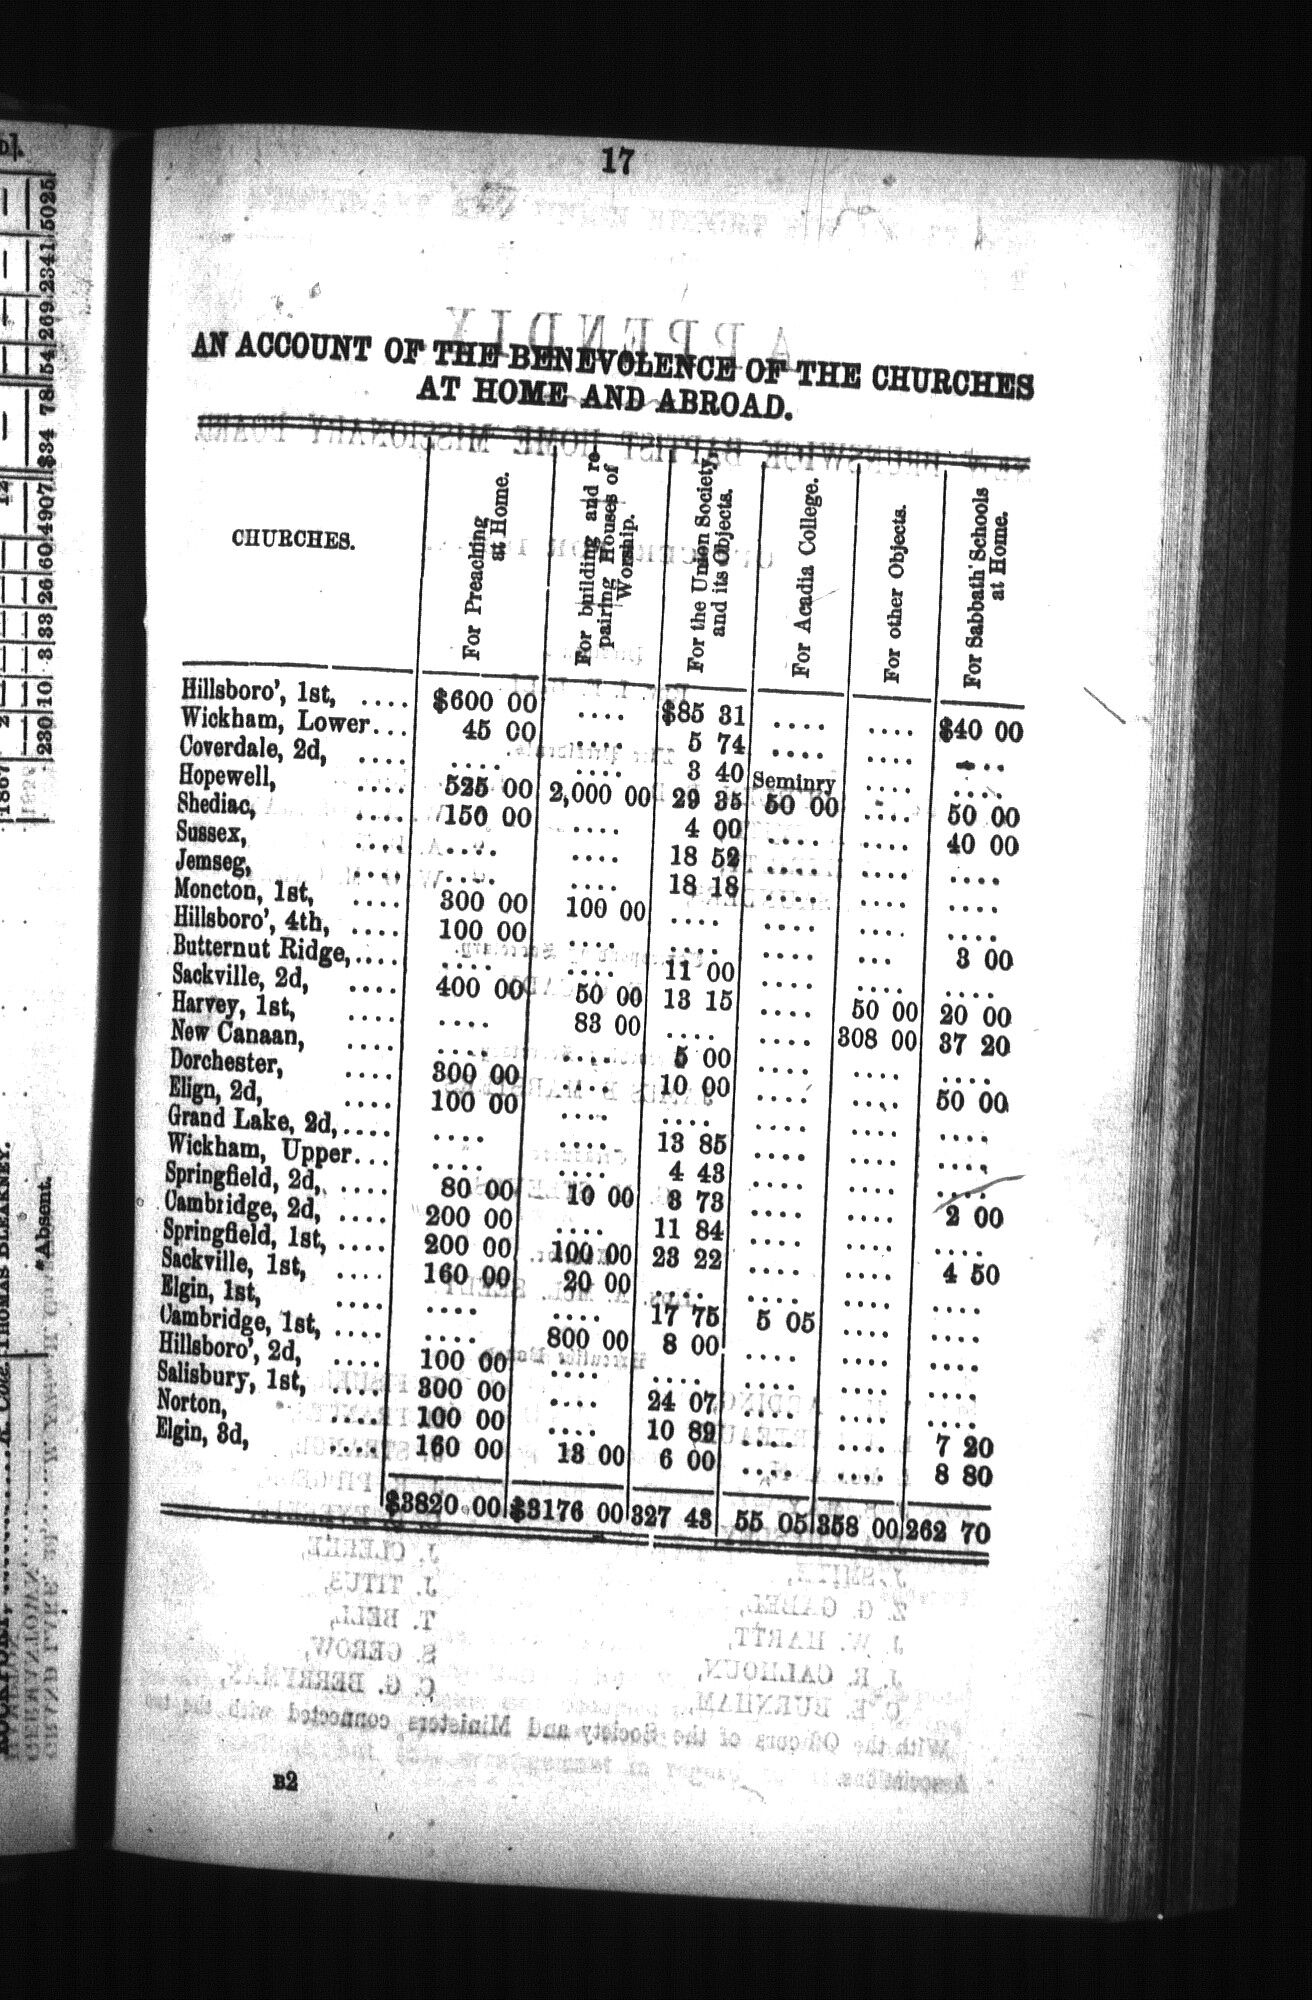 17
AN ACCOUNT OF THE BENEVOLENCE OF THE CHURCHES
AT HOME AND ABROAD.
CHURCHES. For Preaching at Home. For building and repairing Houses of Worship. For the Union Society, and its Objects. For Acadia College. For other Objects. For Sabbath Schools at Home.
Hillsboro', 1st, .... $600 00 .... $85 31 .... .... $40 00
Wickham, Lower... 45 00 .... 5 74 .... .... ....
Coverdale, 2d, .... .... .... 3 40 Seminry .... ....
Hopewell, .... 525 00 2,000 00 29 35 50 00 .... 50 00
Shediac, .... 150 00 .... 4 00 .... .... 40 00
Sussex, .... .... .... 18 52 .... .... ....
Jemseg, .... .... .... 18 18 .... .... ....
Moncton, 1st, .... 300 00 100 00 .... .... .... ....
Hillsboro', 4th, .... 100 00 .... .... .... ... 3 00
Butternut Ridge,.... .... .... 11 00 .... .... ....
Sackville, 2d, .... 400 00 50 00 13 15 .... 50 00 20 00
Harvey, 1st, .... .... 83 00 .... .... 308 00 37 20
New Canaan, .... .... .... 5 00 .... .... ....
Dorchester, .... 300 00 .... 10 00 .... .... 50 00
Elign, 2d, .... 100 00 .... .... .... .... ....
Grand Lake, 2d,.... .... .... 13 85 .... .... ....
Wickham, Upper... .... .... 4 43 .... .... ....
Springfield, 2d, .... 80 00 10 00 3 73 .... .... 2 00
Cambridge, 2d, .... 200 00 .... 11 84 .... .... ....
Springfield, 1st, .... 200 00 100 00 23 22 .... .... 4 50
Sackville, 1st, .... 160 00 20 00 .... .... .... ....
Elgin, 1st, .... .... .... 17 75 5 05 .... ....
Cambridge, 1st, .... .... 800 00 8 00 .... .... ....
Hillsboro', 2d, .... 100 00 .... .... .... .... ....
Salisbury, 1st, .... 300 00 .... 24 07 .... .... ....
Norton, .... 100 00 .... 10 89 .... .... 7 20
Elgin, 3d, .... 160 00 13 00 6 00 .... .... 8 80
$3820 00 $3176 00 327 43 55 05 358 00 262 70
B2
*Absent.